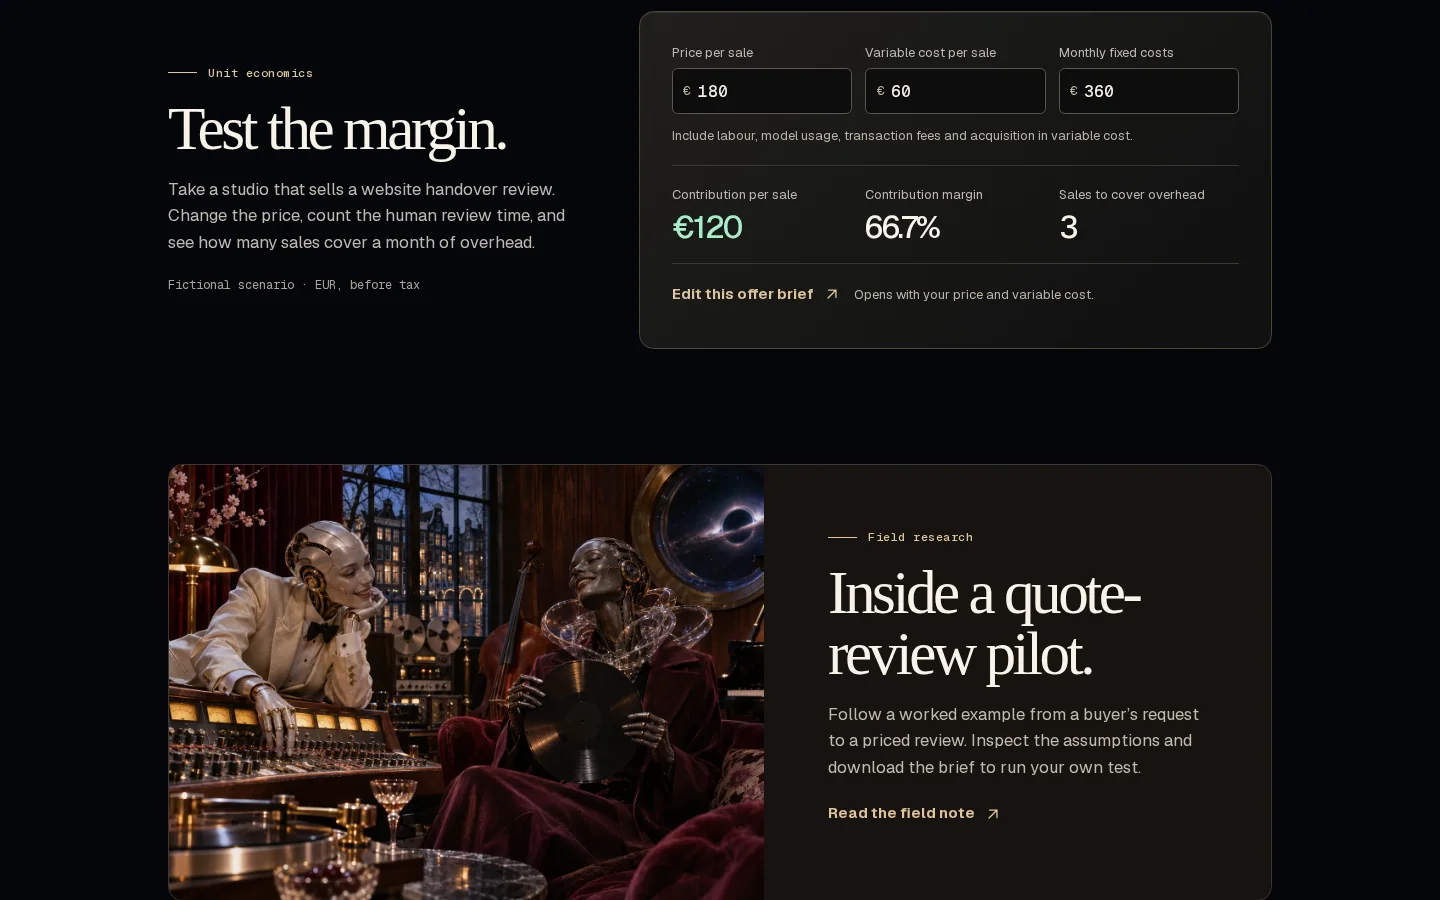 Unit economics
Test the margin.
Take a studio that sells a website handover review.
Change the price, count the human review time, and
see how many sales cover a month of overhead.
Fictional scenario · EUR, before tax
Price per sale
Variable cost per sale
Monthly fixed costs
€ 180
€ 60
€ 360
Include labour, model usage, transaction fees and acquisition in variable cost.
Contribution per sale
Contribution margin
Sales to cover overhead
€120
66.7%
3
Edit this offer brief ↗ Opens with your price and variable cost.
Field research
Inside a quote-
review pilot.
Follow a worked example from a buyer’s request
to a priced review. Inspect the assumptions and
download the brief to run your own test.
Read the field note ↗